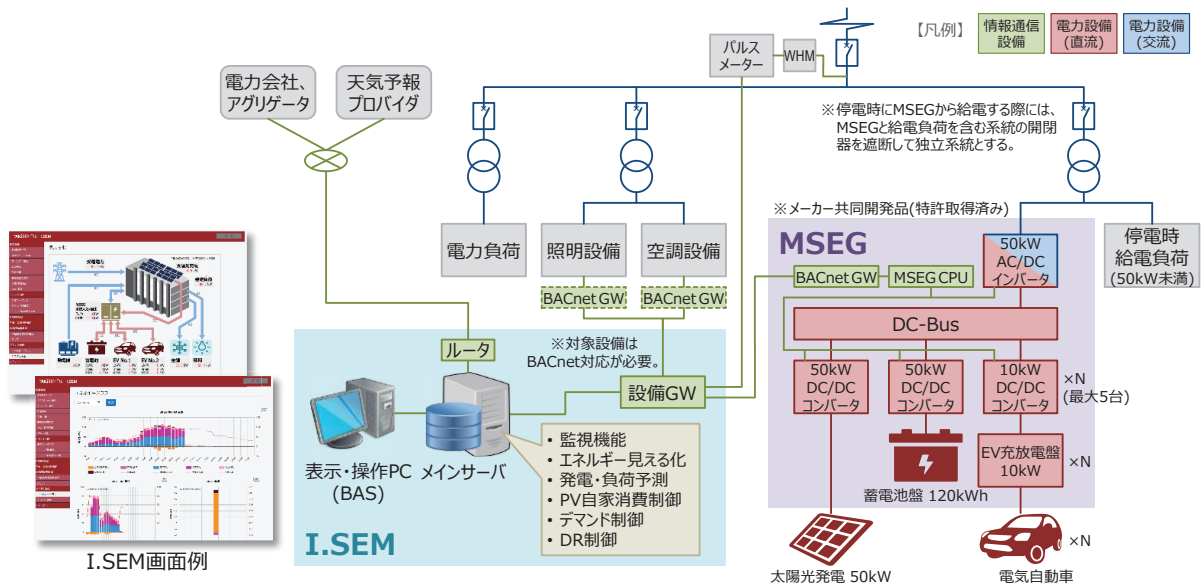 【凡例】
情報通信
設備
電力設備
(直流)
電力設備
(交流)
パルス
メーター
WHM
電力会社、
アグリゲータ
天気予報
プロバイダ
※停電時にMSEGから給電する際には、
MSEGと給電負荷を含む系統の開閉
器を遮断して独立系統とする。
※メーカー共同開発品(特許取得済み)
電力負荷
照明設備
空調設備
BACnet GW
BACnet GW
MSEG
BACnet GW
MSEG CPU
50kW
AC/DC
インバータ
停電時
給電負荷
(50kW未満)
DC-Bus
50kW
DC/DC
コンバータ
50kW
DC/DC
コンバータ
10kW
DC/DC
コンバータ
×N
(最大5台)
EV充放電盤
10kW
×N
蓄電池盤 120kWh
太陽光発電 50kW
電気自動車
×N
※対象設備は
BACnet対応が必要。
ルータ
設備GW
表示・操作PC
(BAS)
メインサーバ
・監視機能
・エネルギー見える化
・発電・負荷予測
・PV自家消費制御
・デマンド制御
・DR制御
I.SEM
I.SEM画面例
EV No.1
EV No.2